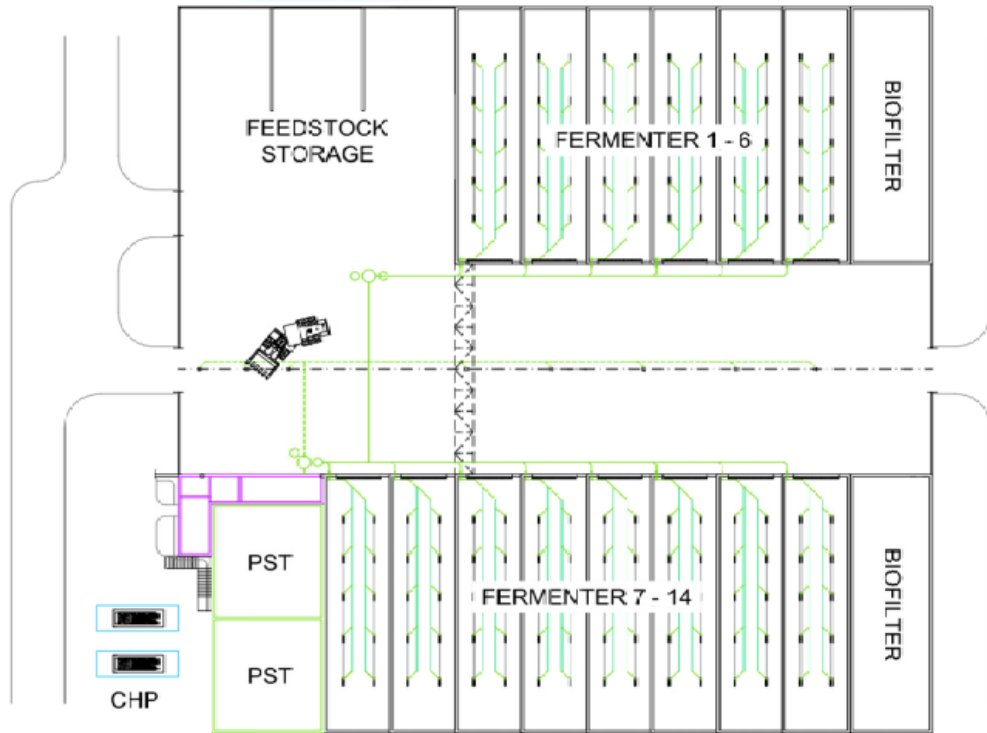 FEEDSTOCK
STORAGE
FERMENTER 1 - 6
BIOFILTER
PST
FERMENTER 7 - 14
BIOFILTER
PST
CHP